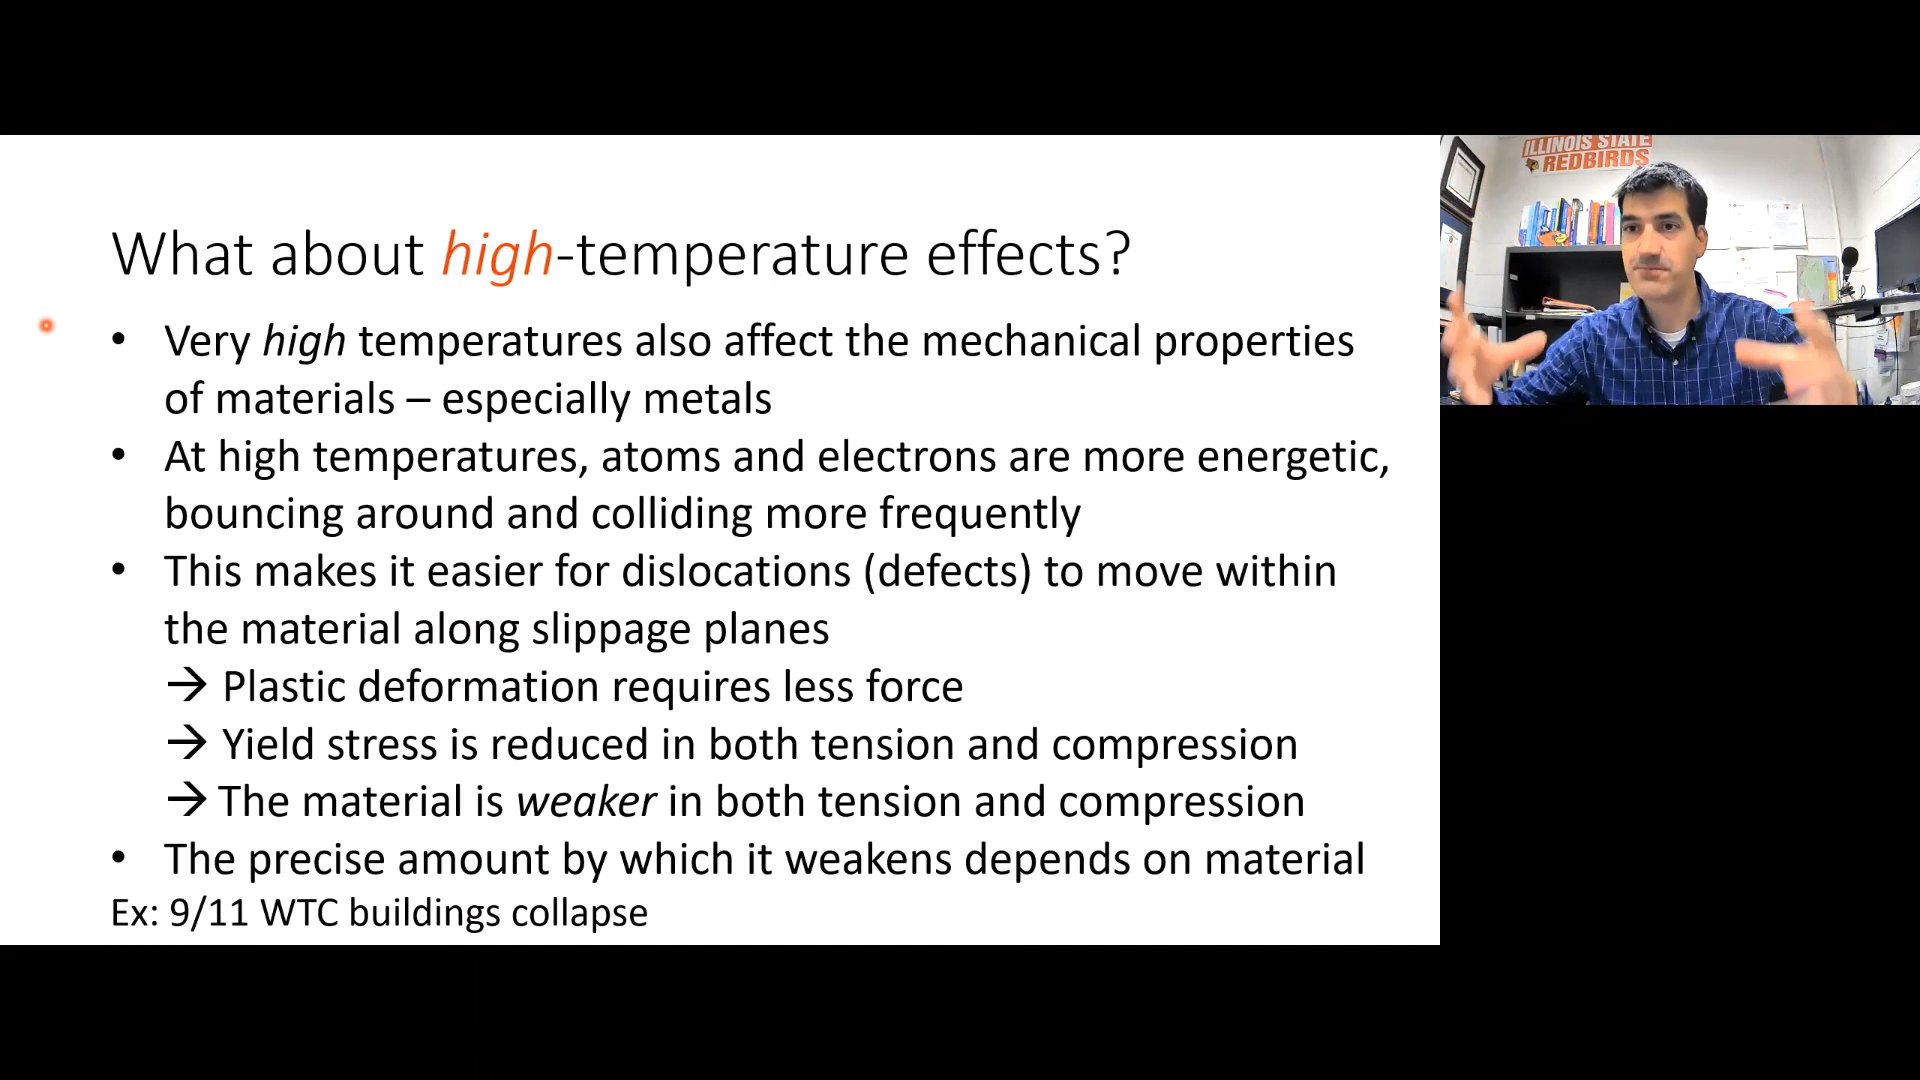 ILLINOIS STATE
REDBIRDS
What about high-temperature effects?
• Very high temperatures also affect the mechanical properties
of materials – especially metals
• At high temperatures, atoms and electrons are more energetic,
bouncing around and colliding more frequently
• This makes it easier for dislocations (defects) to move within
the material along slippage planes
→ Plastic deformation requires less force
→ Yield stress is reduced in both tension and compression
→ The material is weaker in both tension and compression
• The precise amount by which it weakens depends on material
Ex: 9/11 WTC buildings collapse